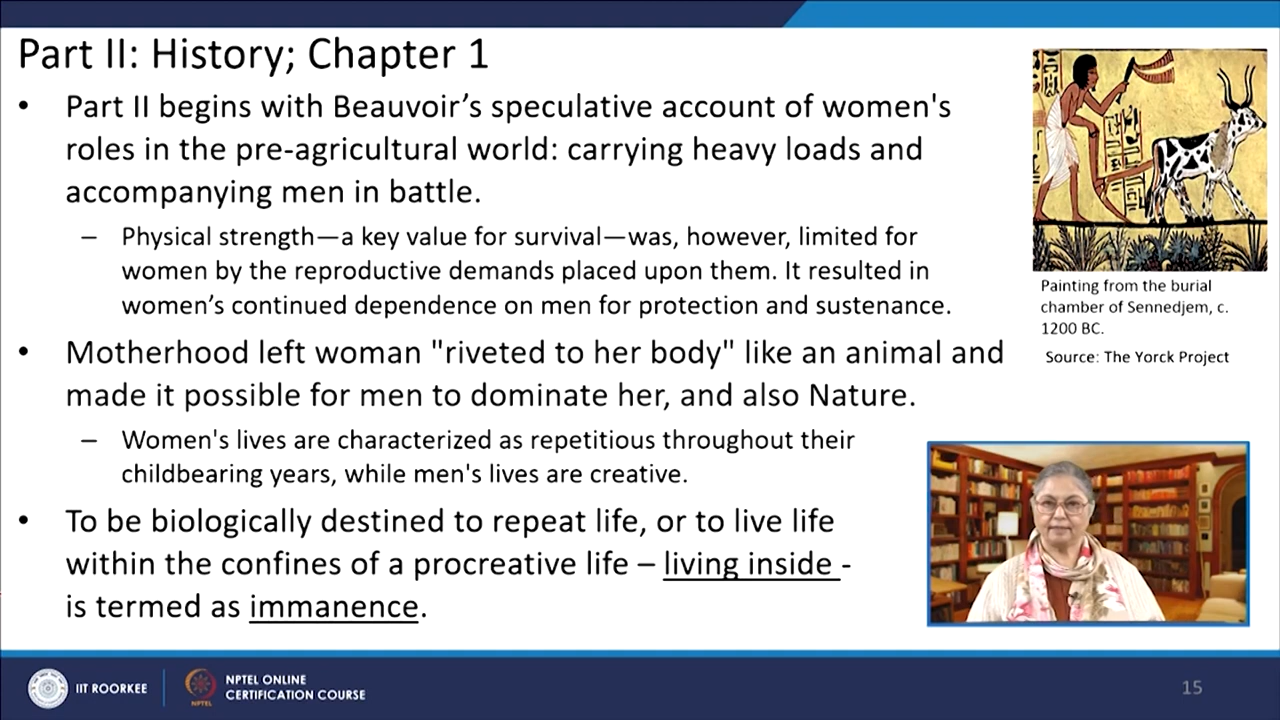 Part II: History; Chapter 1
• Part II begins with Beauvoir’s speculative account of women's
roles in the pre-agricultural world: carrying heavy loads and
accompanying men in battle.
– Physical strength—a key value for survival—was, however, limited for
women by the reproductive demands placed upon them. It resulted in
women’s continued dependence on men for protection and sustenance.
• Motherhood left woman "riveted to her body" like an animal and
made it possible for men to dominate her, and also Nature.
– Women's lives are characterized as repetitious throughout their
childbearing years, while men's lives are creative.
• To be biologically destined to repeat life, or to live life
within the confines of a procreative life – living inside -
is termed as immanence.
Painting from the burial
chamber of Sennedjem, c.
1200 BC.
Source: The Yorck Project
IIT ROORKEE
NPTEL
NPTEL ONLINE
CERTIFICATION COURSE
15